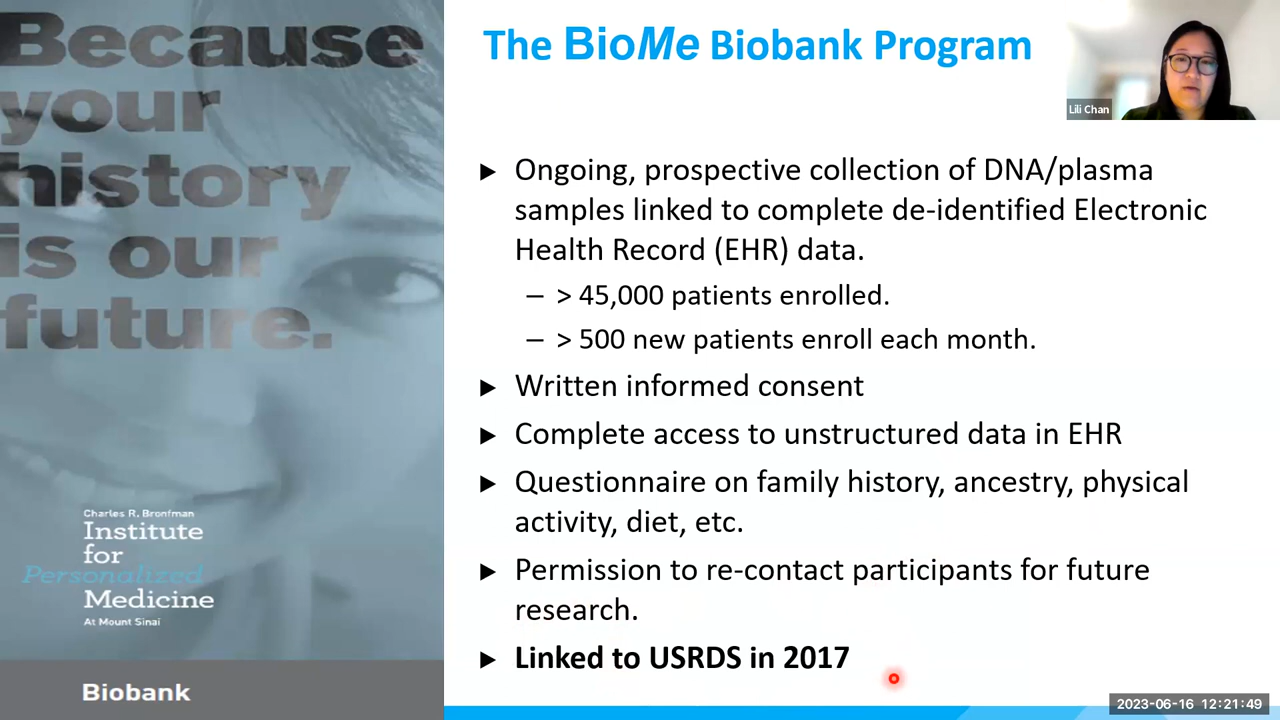 Because
your
history
is our
future.
Charles R. Bronfman
Institute
for
Personalized
Medicine
At Mount Sinai
Biobank
The BioMe Biobank Program
Lili Chan
Ongoing, prospective collection of DNA/plasma
samples linked to complete de-identified Electronic
Health Record (EHR) data.
– > 45,000 patients enrolled.
– > 500 new patients enroll each month.
Written informed consent
Complete access to unstructured data in EHR
Questionnaire on family history, ancestry, physical
activity, diet, etc.
Permission to re-contact participants for future
research.
Linked to USRDS in 2017
2023-06-16 12:21:49